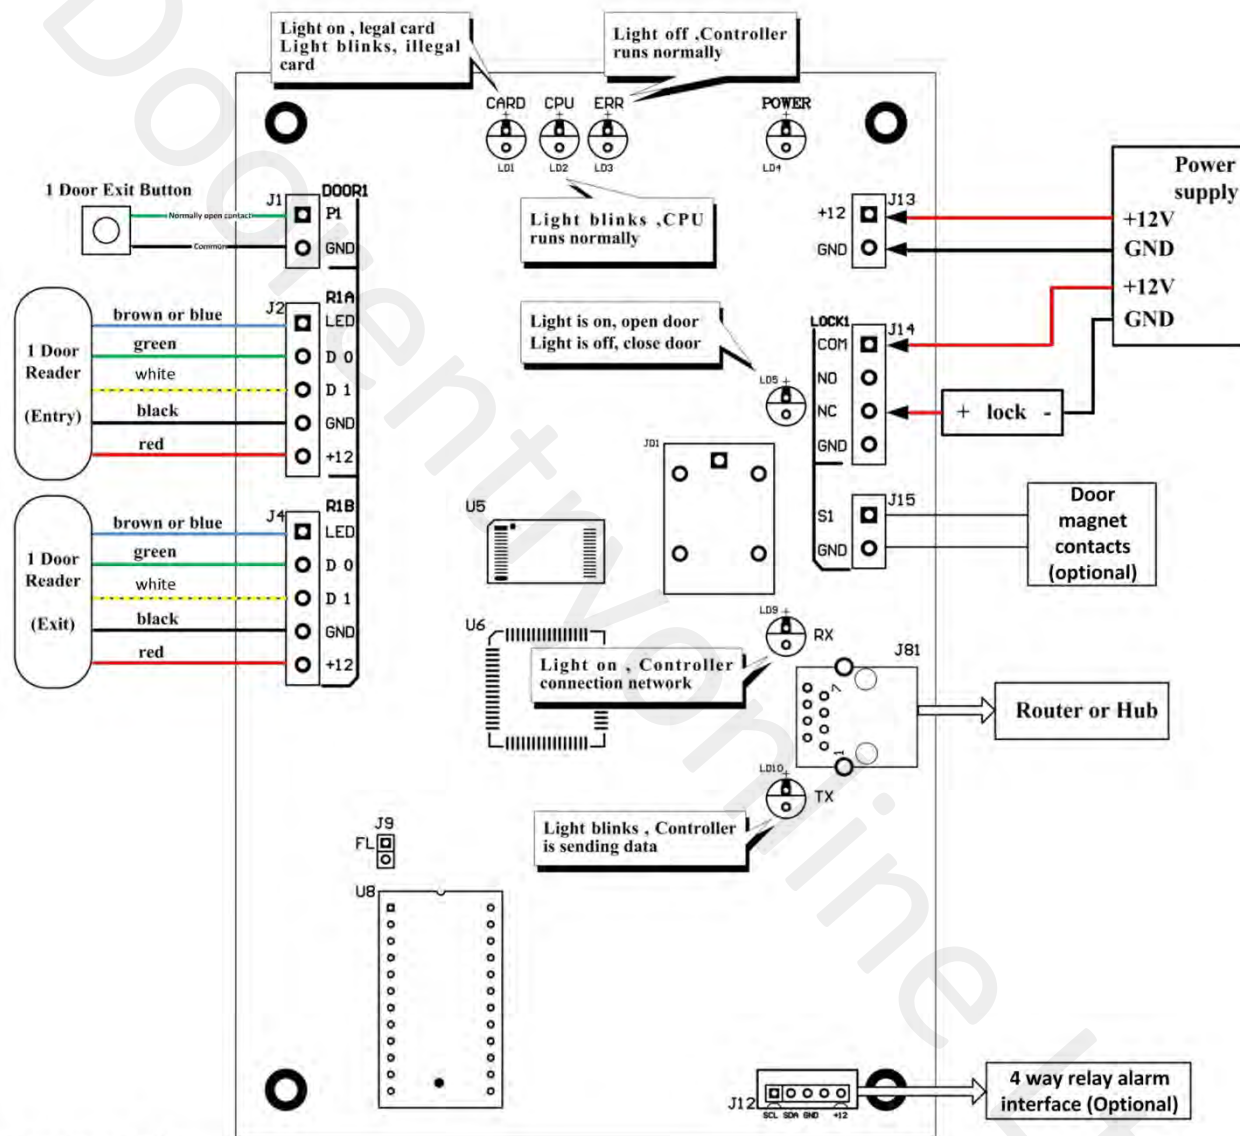 Light on , legal card
Light blinks, illegal
card
Light off ,Controller
runs normally
CARD CPU ERR POWER
LD1 LD2 LD3 LD4
Light blinks ,CPU
runs normally
1 Door Exit Button
Normally open contact
Common
J1 DOOR1
P1
GND
1 Door
Reader
(Entry)
brown or blue
green
white
black
red
J2 R1A
LED
D 0
D 1
GND
+12
1 Door
Reader
(Exit)
brown or blue
green
white
black
red
J4 R1B
LED
D 0
D 1
GND
+12
J13
+12
GND
Power
supply
+12V
GND
+12V
GND
Light is on, open door
Light is off, close door
LD5
LOCK1
J14
COM
NO
NC
GND
+ lock -
JD1
J15
S1
GND
Door
magnet
contacts
(optional)
U5
U6
LD9
RX
Light on , Controller
connection network
J81
7
1
Router or Hub
LD10
TX
Light blinks , Controller
is sending data
J9
FL
U8
J12
SCL SDA GND +12
4 way relay alarm
interface (Optional)
Doorentryonline